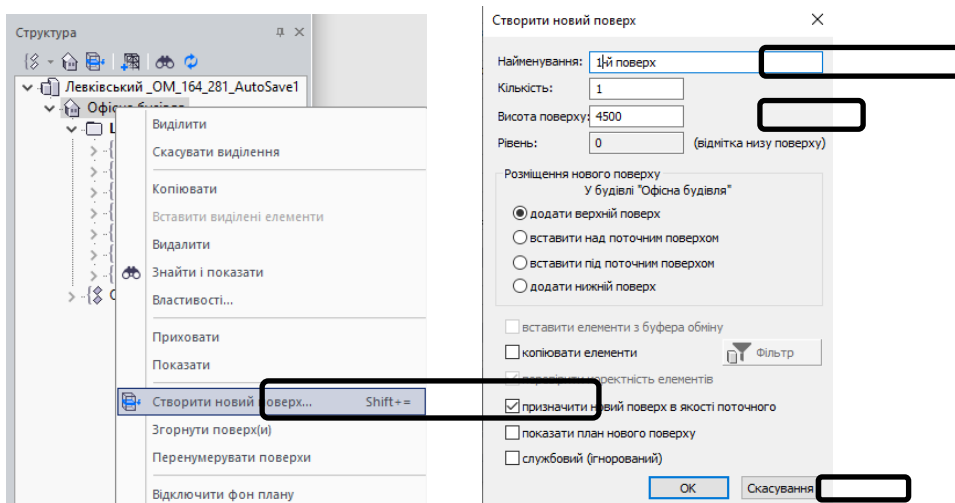 Структура
Левківський _ОМ_164_281_AutoSave1
Виділити
Скасувати виділення
Копіювати
Вставити виділені елементи
Видалити
Знайти і показати
Властивості...
Приховати
Показати
Створити новий поверх... Shift+=
Згорнути поверх(и)
Перенумерувати поверхи
Відключити фон плану
Створити новий поверх
Найменування: 1-й поверх
Кількість: 1
Висота поверху: 4500
Рівень: 0 (відмітка низу поверху)
Розміщення нового поверху
У будівлі "Офісна будівля"
додати верхній поверх
вставити над поточним поверхом
вставити під поточним поверхом
додати нижній поверх
вставити елементи з буфера обміну
копіювати елементи Фільтр
коректність елементів
призначити новий поверх в якості поточного
показати план нового поверху
службовий (ігнорований)
ОК Скасування